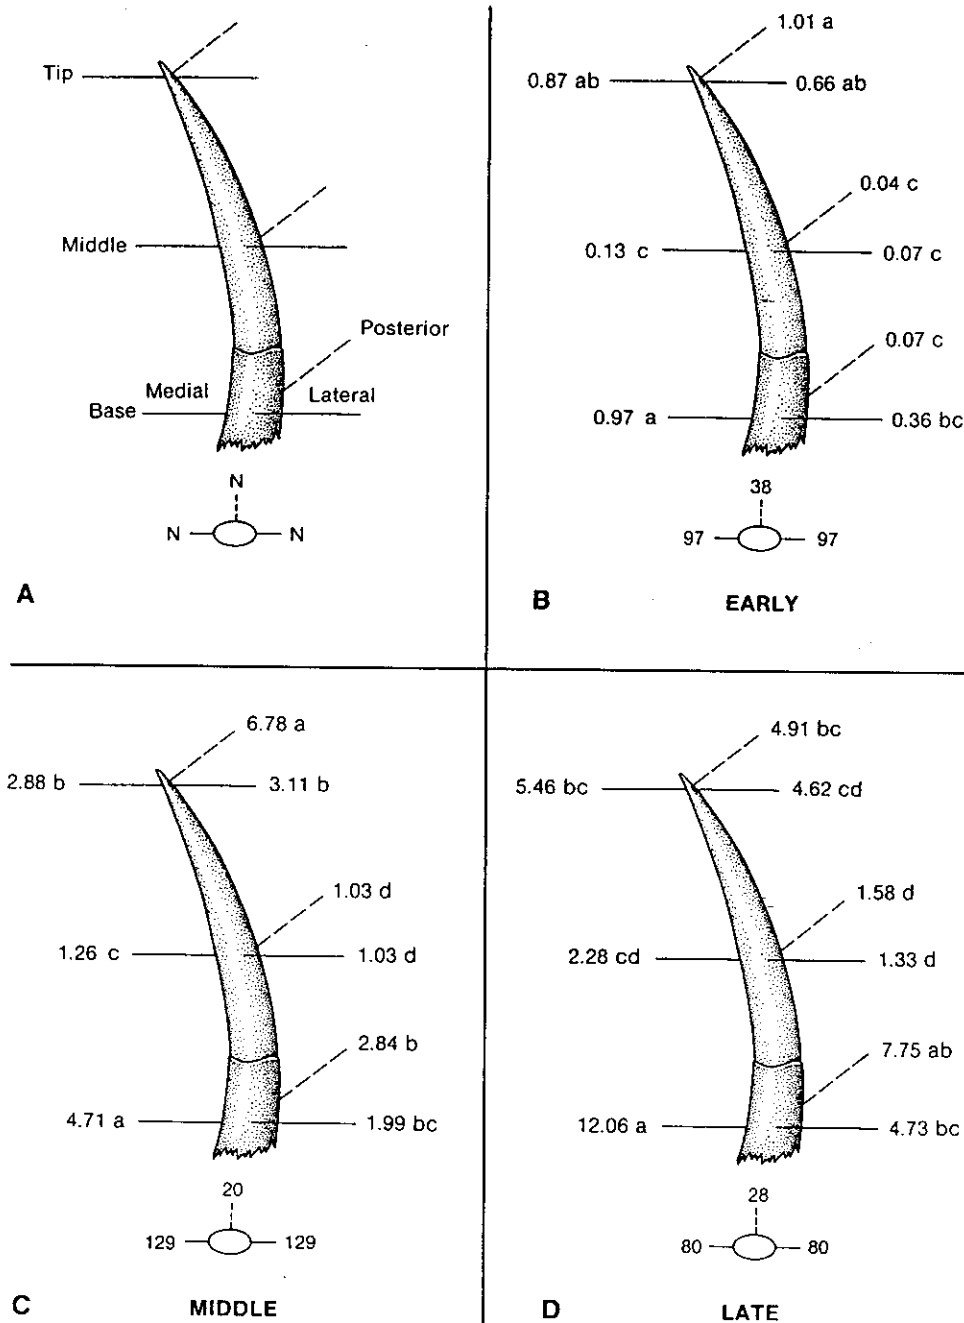 Tip
Middle
Posterior
Medial
Lateral
Base
N
N N
A
1.01 a
0.87 ab 0.66 ab
0.04 c
0.13 c 0.07 c
0.07 c
0.97 a 0.36 bc
38
97 97
B EARLY
6.78 a
2.88 b 3.11 b
1.03 d
1.26 c 1.03 d
2.84 b
4.71 a 1.99 bc
20
129 129
C MIDDLE
4.91 bc
5.46 bc 4.62 cd
1.58 d
2.28 cd 1.33 d
7.75 ab
12.06 a 4.73 bc
28
80 80
D LATE